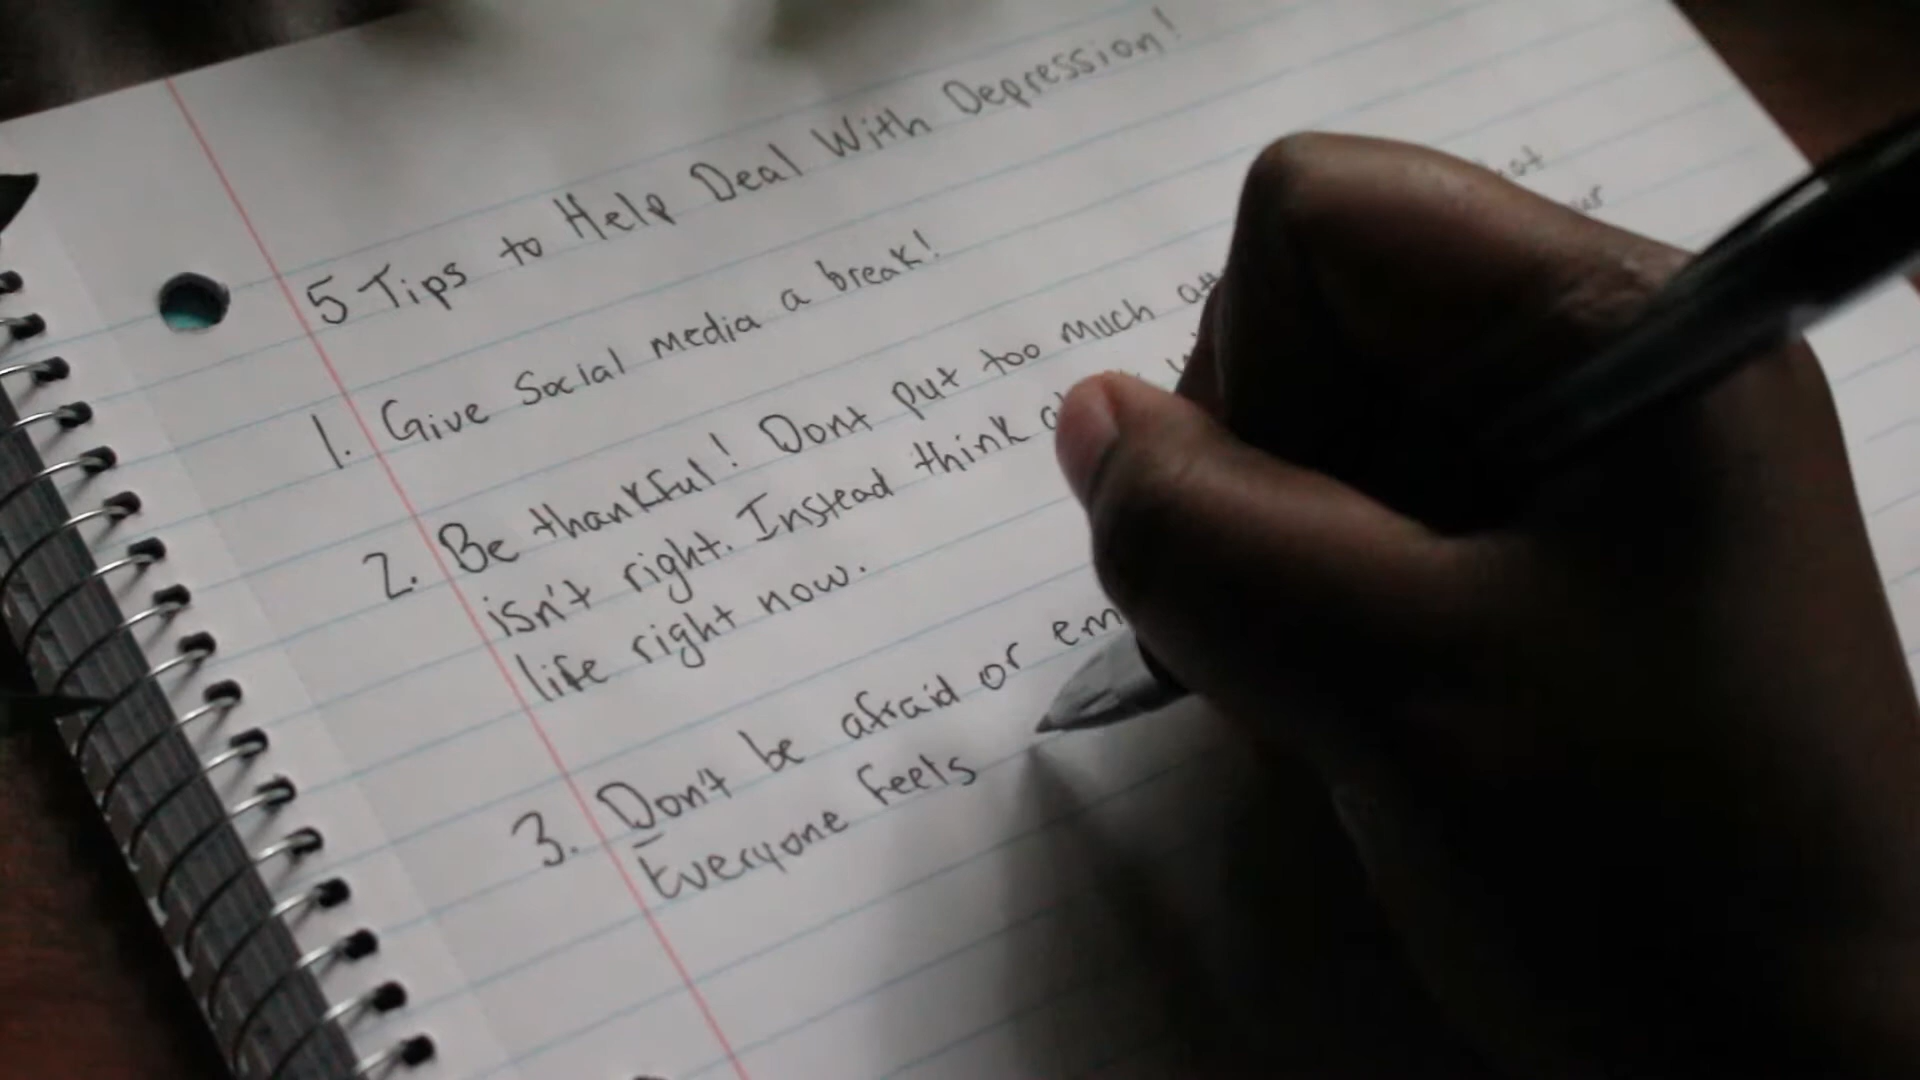 5 Tips to Help Deal With Depression!
1. Give Social media a break!
2. Be thankful! Dont put too much
isn't right. Instead think
life right now.
3. Don't be afraid or
Everyone feels